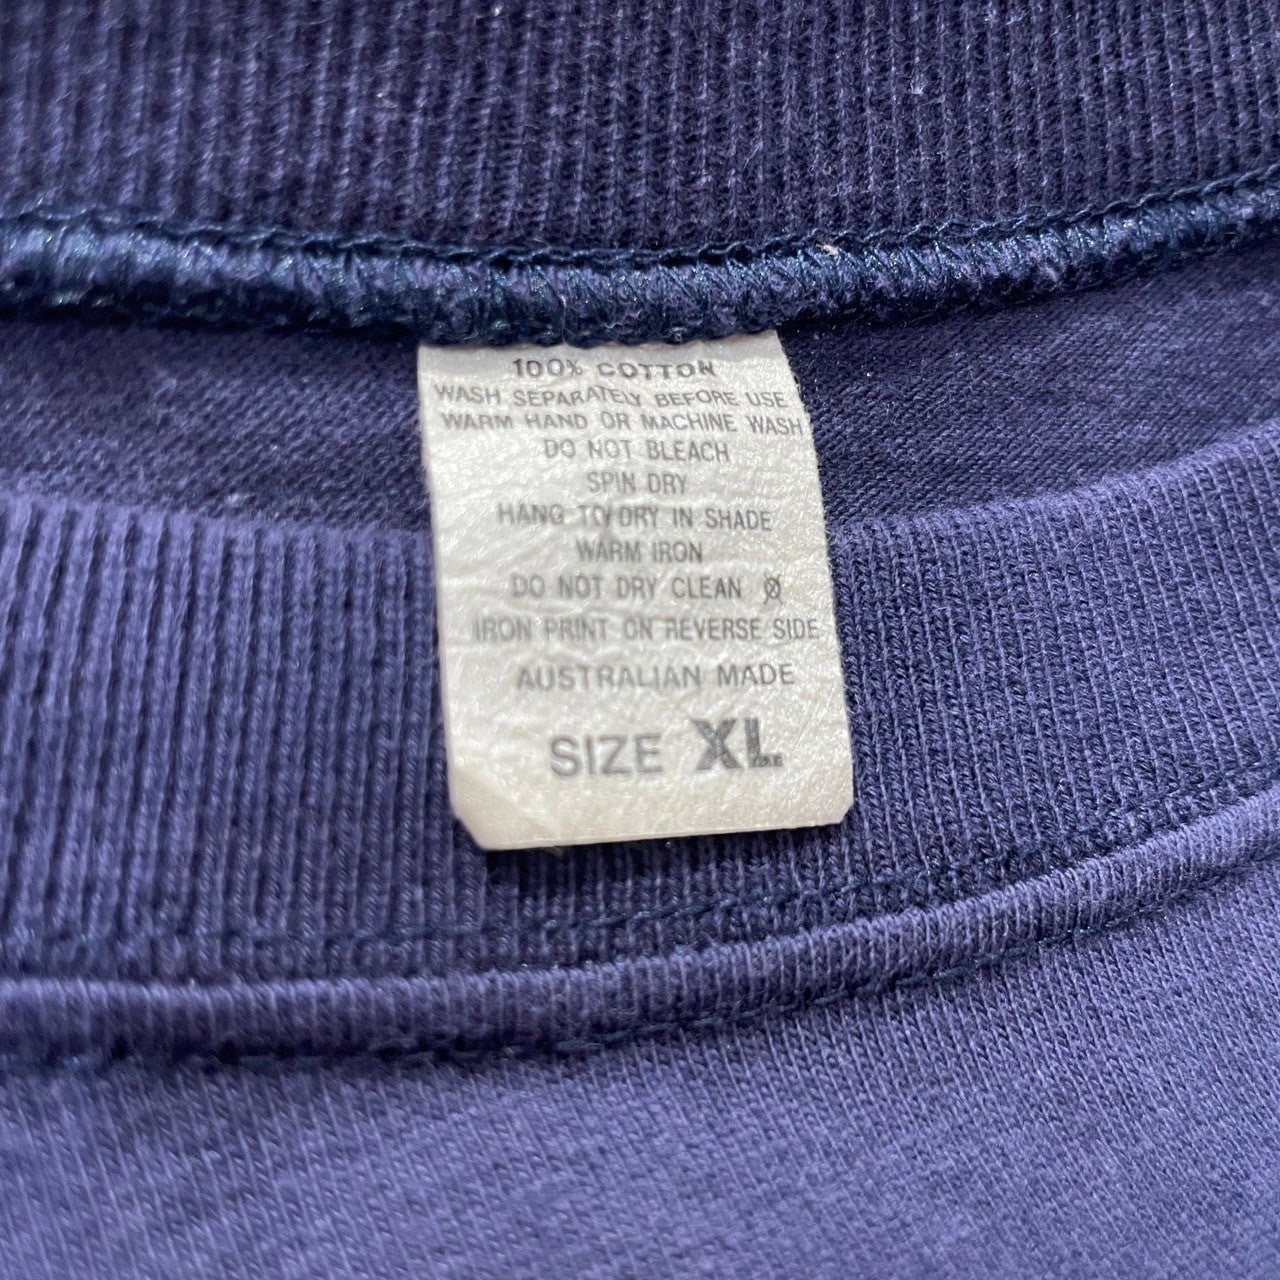 100% COTTON
WASH SEPARATELY BEFORE USE
WARM HAND OR MACHINE WASH
DO NOT BLEACH
SPIN DRY
HANG TO DRY IN SHADE
WARM IRON
DO NOT DRY CLEAN
IRON PRINT ON REVERSE SIDE
AUSTRALIAN MADE
SIZE XL